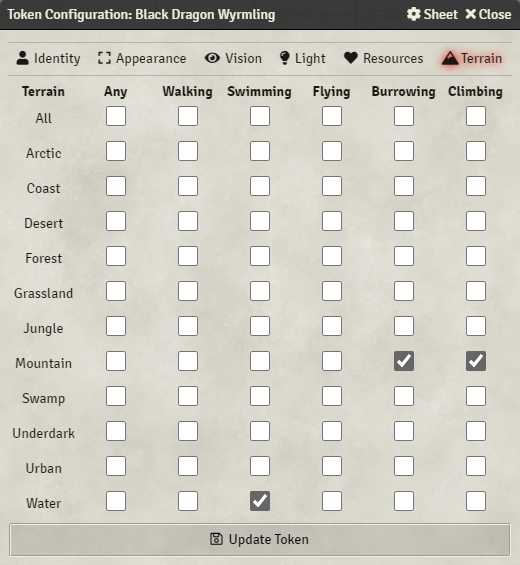 Token Configuration: Black Dragon Wyrmling Sheet Close
Identity Appearance Vision Light Resources Terrain
Terrain Any Walking Swimming Flying Burrowing Climbing
All
Arctic
Coast
Desert
Forest
Grassland
Jungle
Mountain
Swamp
Underdark
Urban
Water
Update Token